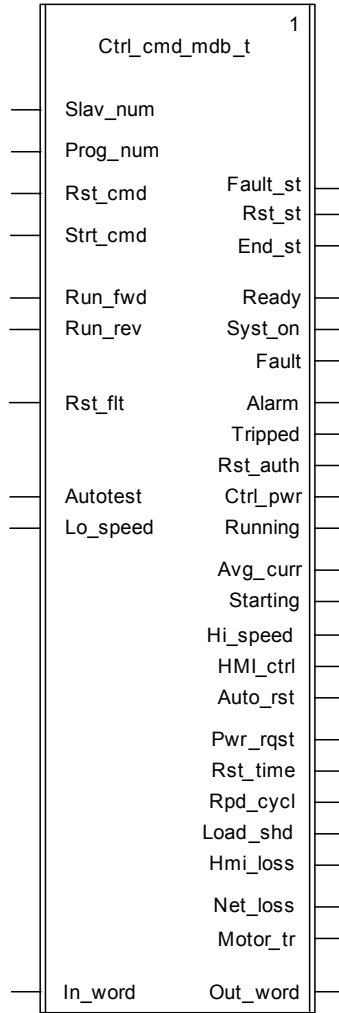 1
Ctrl_cmd_mdb_t
Slav_num
Prog_num
Rst_cmd Fault_st
Rst_st
Strt_cmd End_st
Run_fwd Ready
Run_rev Syst_on
Fault
Rst_flt Alarm
Tripped
Rst_auth
Autotest Ctrl_pwr
Lo_speed Running
Avg_curr
Starting
Hi_speed
HMI_ctrl
Auto_rst
Pwr_rqst
Rst_time
Rpd_cycl
Load_shd
Hmi_loss
Net_loss
Motor_tr
In_word Out_word